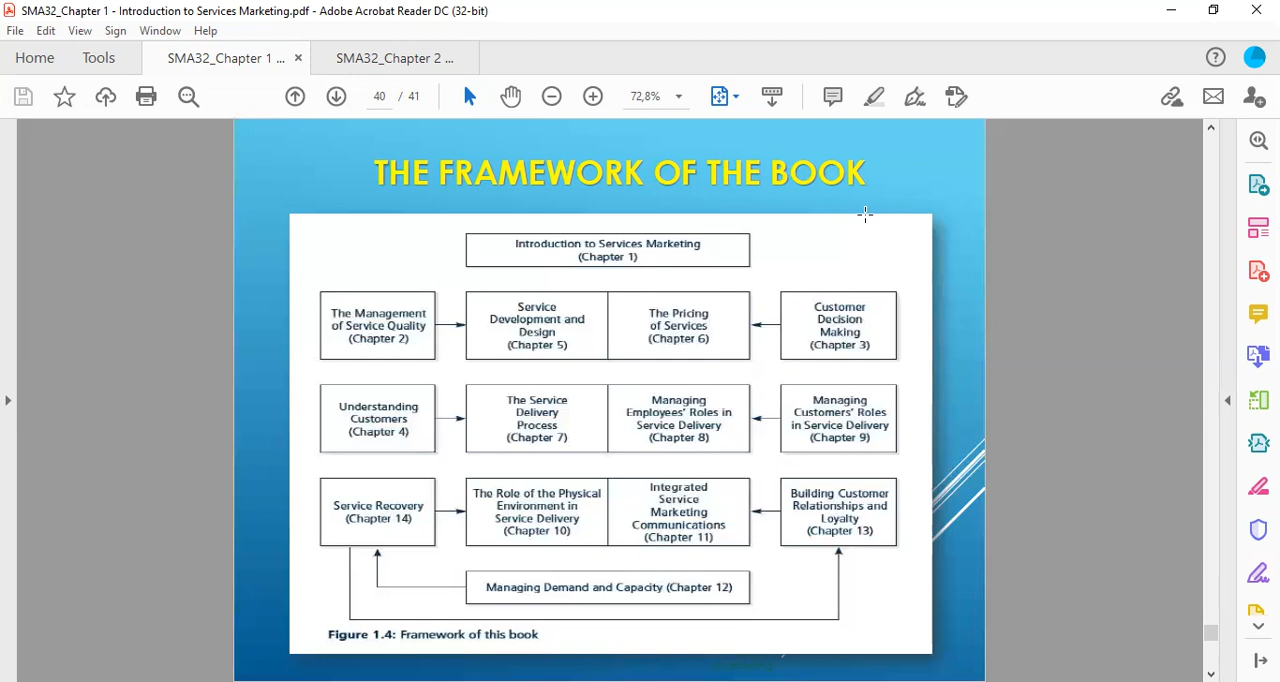 SMA32_Chapter 1 - Introduction to Services Marketing.pdf - Adobe Acrobat Reader DC (32-bit)
File Edit View Sign Window Help
Home Tools SMA32_Chapter 1 ... × SMA32_Chapter 2 ...
40 / 41 72,8%
THE FRAMEWORK OF THE BOOK
Introduction to Services Marketing
(Chapter 1)
The Management
of Service Quality
(Chapter 2)
Service
Development and
Design
(Chapter 5)
The Pricing
of Services
(Chapter 6)
Customer
Decision
Making
(Chapter 3)
Understanding
Customers
(Chapter 4)
The Service
Delivery
Process
(Chapter 7)
Managing
Employees' Roles in
Service Delivery
(Chapter 8)
Managing
Customers' Roles
in Service Delivery
(Chapter 9)
Service Recovery
(Chapter 14)
The Role of the Physical
Environment in
Service Delivery
(Chapter 10)
Integrated
Service
Marketing
Communications
(Chapter 11)
Building Customer
Relationships and
Loyalty
(Chapter 13)
Managing Demand and Capacity (Chapter 12)
Figure 1.4: Framework of this book